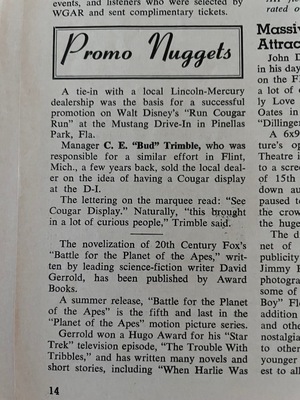 events, and listeners who were selected by
WGAR and sent complimentary tickets.
Promo Nuggets
A tie-in with a local Lincoln-Mercury
dealership was the basis for a successful
promotion on Walt Disney's "Run Cougar
Run" at the Mustang Drive-In in Pinellas
Park, Fla.
Manager C. E. "Bud" Trimble, who was
responsible for a similar effort in Flint,
Mich., a few years back, sold the local deal-
er on the idea of having a Cougar display
at the D-I.
The lettering on the marquee read: "See
Cougar Display." Naturally, "this brought
in a lot of curious people," Trimble said.
The novelization of 20th Century Fox's
"Battle for the Planet of the Apes," writ-
ten by leading science-fiction writer David
Gerrold, has been published by Award
Books.
A summer release, "Battle for the Planet
of the Apes" is the fifth and last in the
"Planet of the Apes" motion picture series.
Gerrold won a Hugo Award for his "Star
Trek" television episode, "The Trouble With
Tribbles," and has written many novels and
short stories, including "When Harlie Was
14
rated o
Massiv
Attrac
John D
in his day
on the FI
a lot of
ly Love
Oates in
"Dillinger
A 6x9
ture's op
Theatre i
to a scree
of 15th
down au
paused to
the crow
the huge
The d
net of
publicity
Jimmy
photogra
some of
Boy" Fl
addition
and othe
nostalgia
to other
younger
est to all